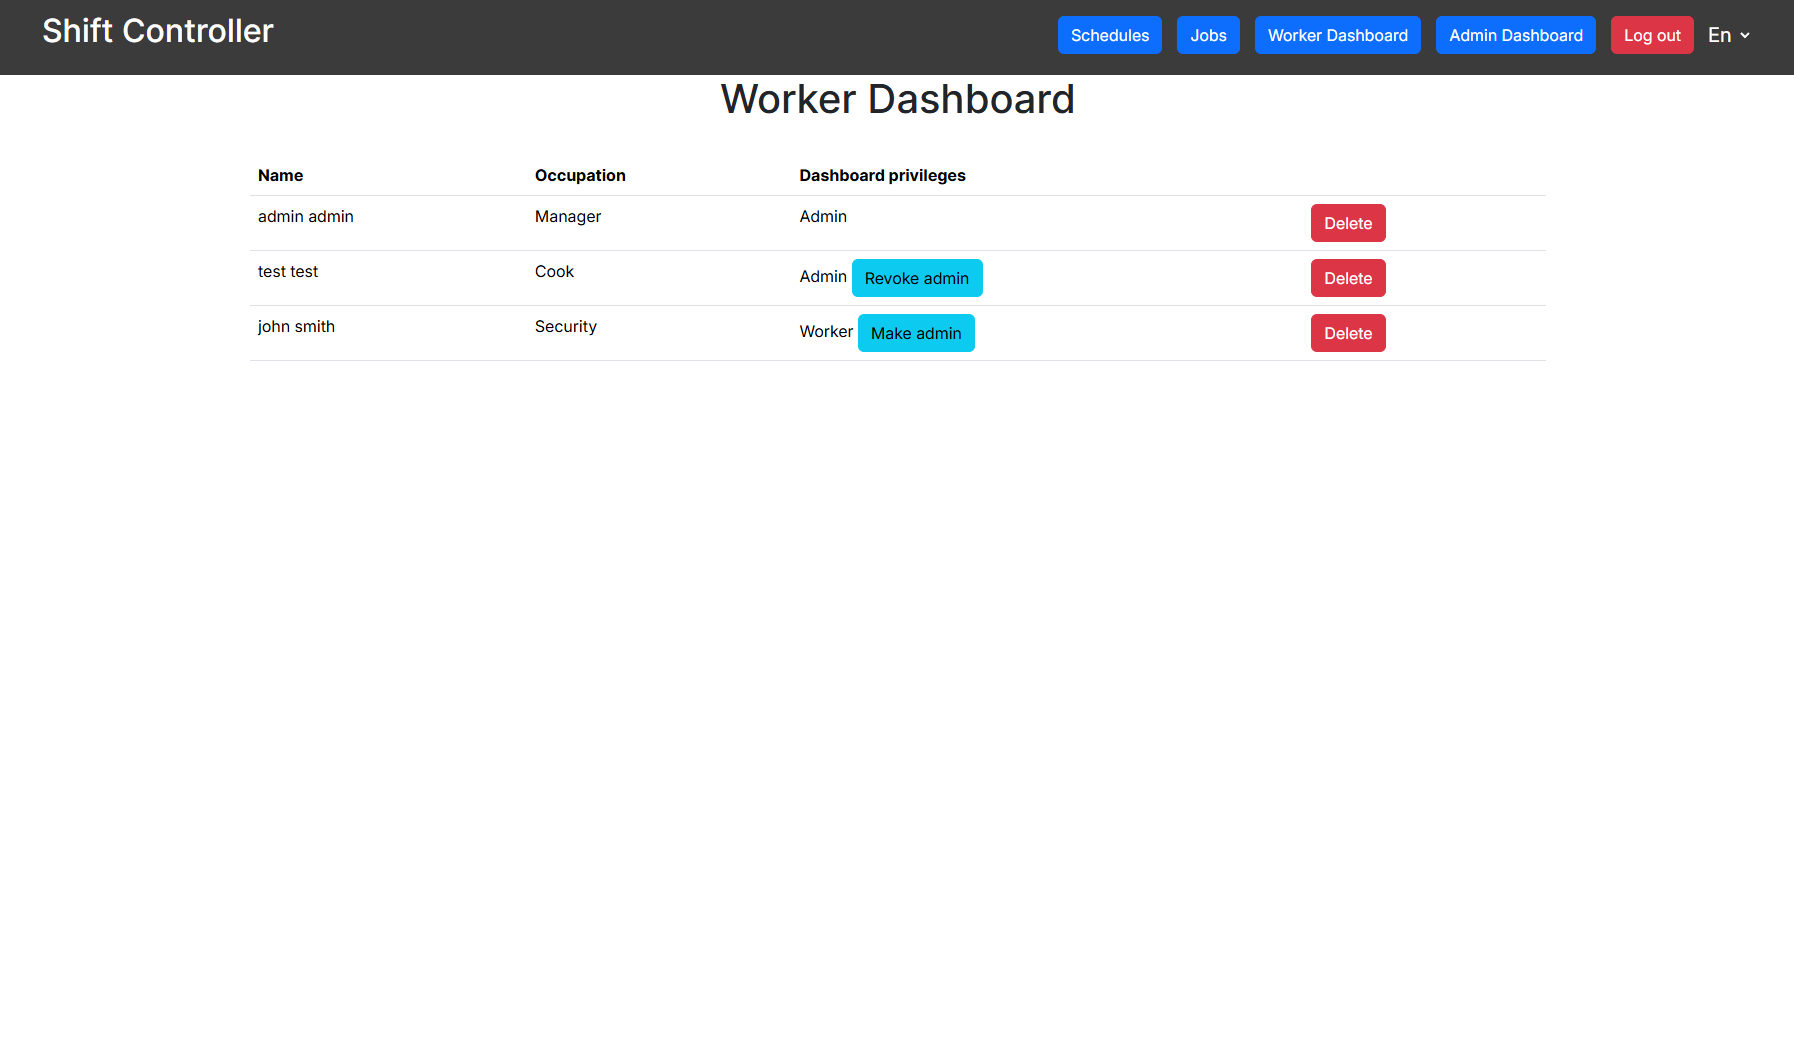 Shift Controller Schedules Jobs Worker Dashboard Admin Dashboard Log out En
Worker Dashboard
Name Occupation Dashboard privileges
admin admin Manager Admin Delete
test test Cook Admin Revoke admin Delete
john smith Security Worker Make admin Delete